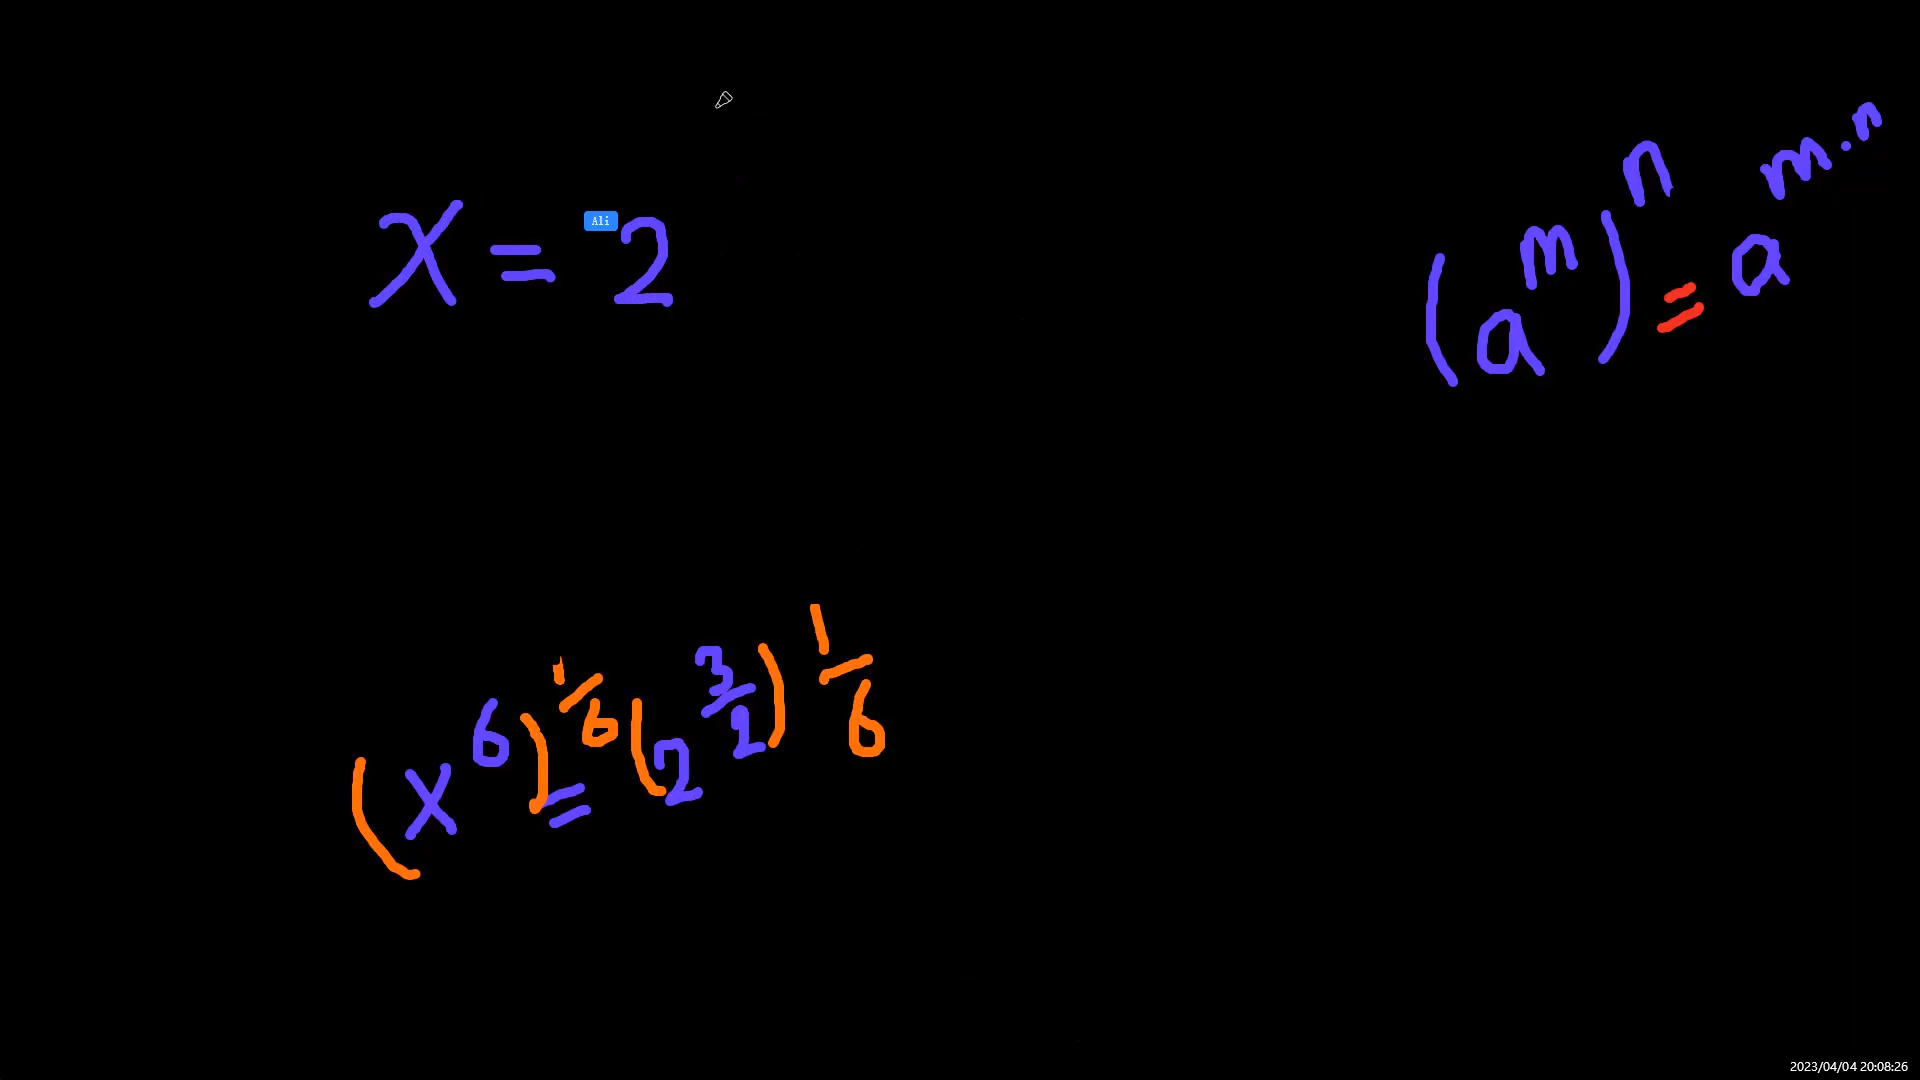 x = 2
Ali
(a^m)^n = a^{m·n}
(x^6)^{1/6} = (2^{3/2})^{1/6}
2023/04/04 20:08:26